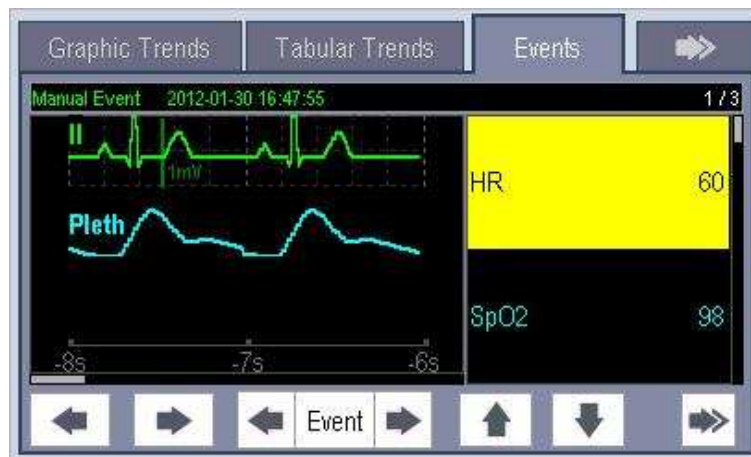 Graphic Trends Tabular Trends Events
Manual Event 2012-01-30 16:47:55 1 / 3
II
1mV
HR 60
Pleth
SpO2 98
-8s -7s -6s
Event